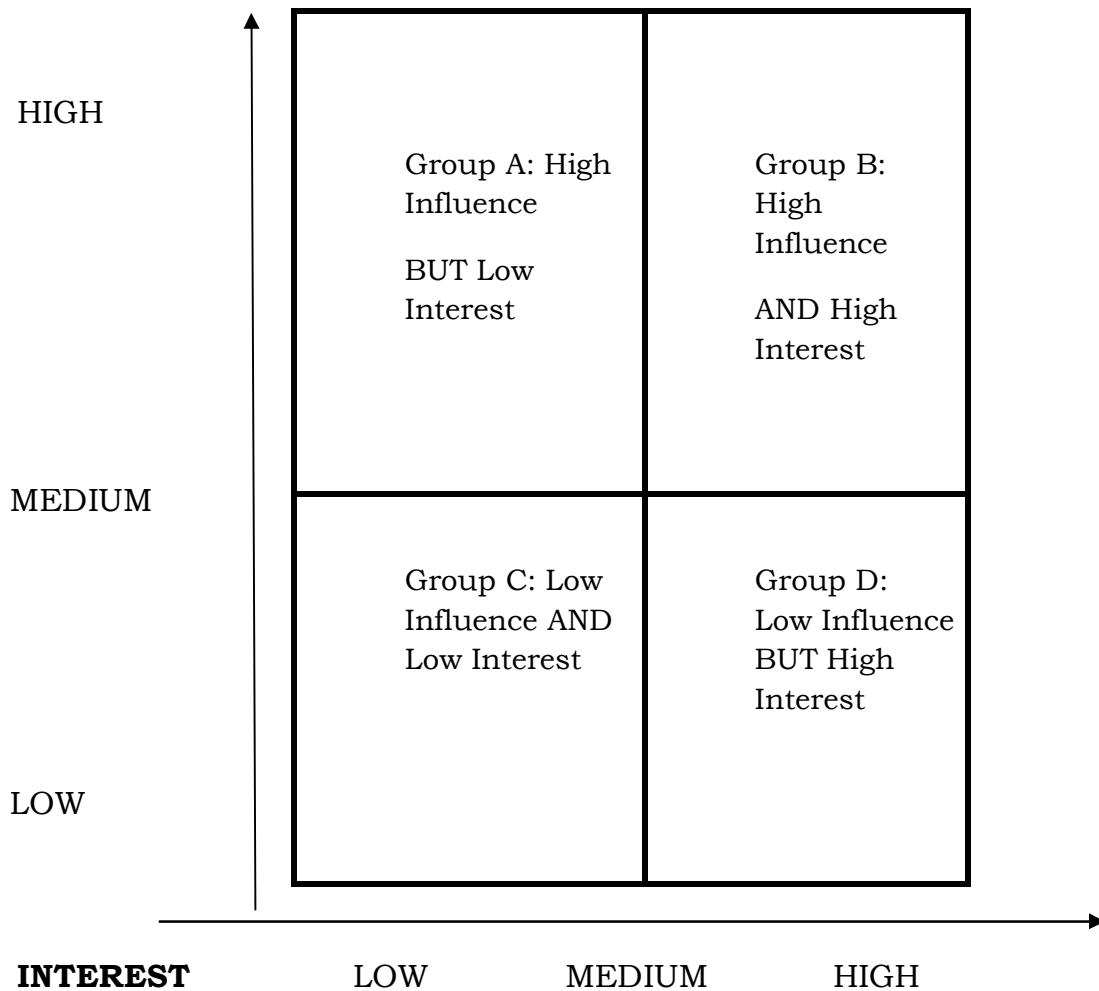 HIGH
Group A: High
Influence
BUT Low
Interest
Group B:
High
Influence
AND High
Interest
MEDIUM
Group C: Low
Influence AND
Low Interest
Group D:
Low Influence
BUT High
Interest
LOW
INTEREST LOW MEDIUM HIGH